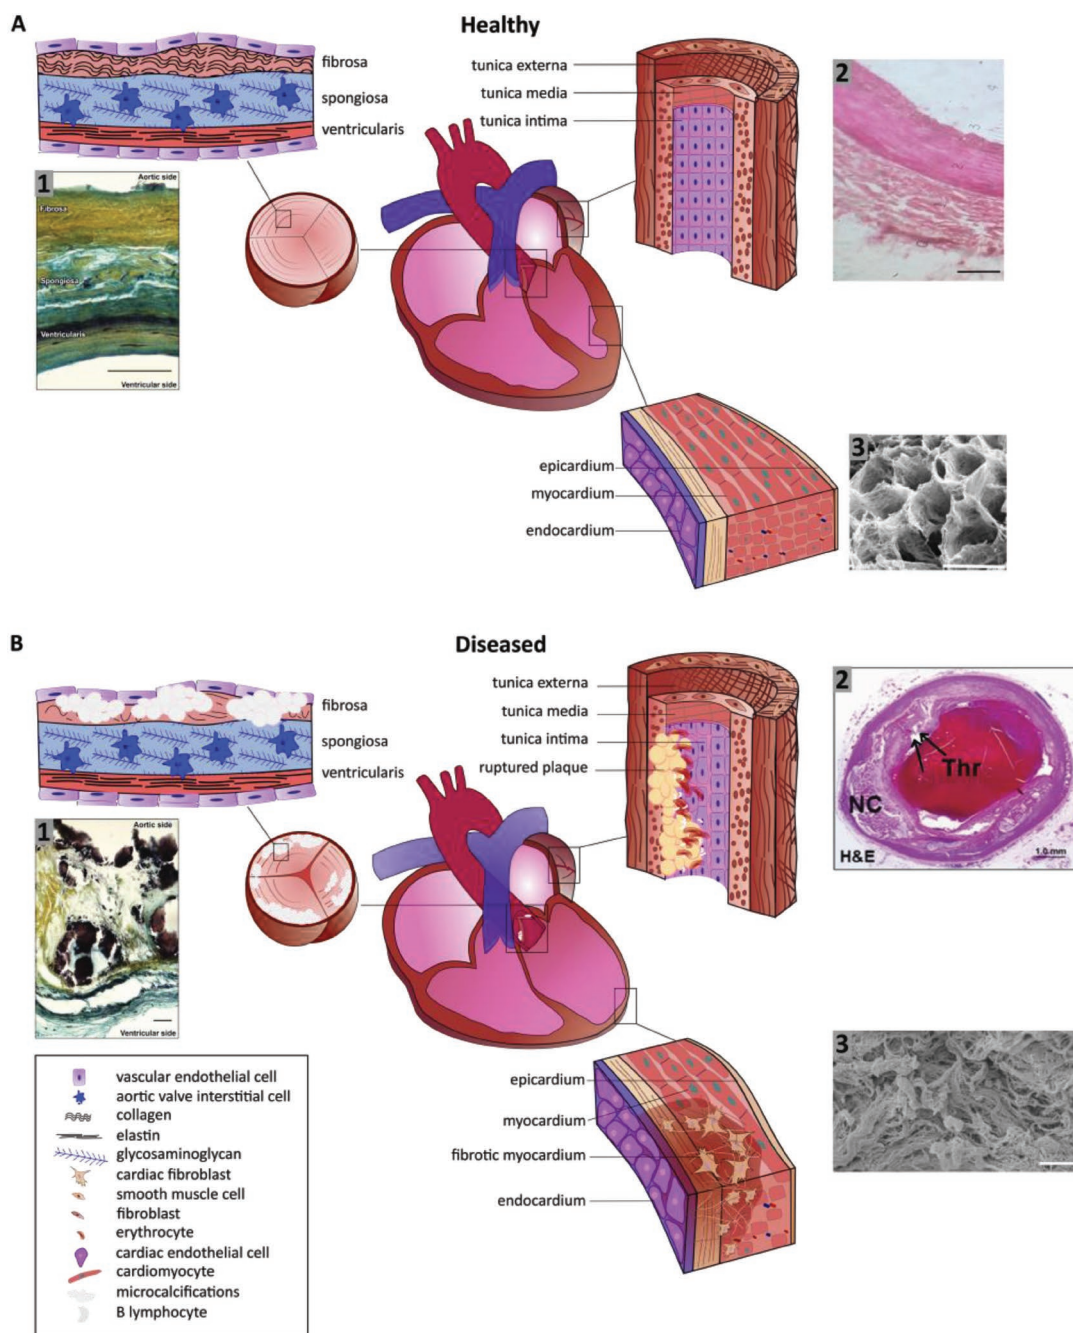 A
Healthy
fibrosa
spongiosa
ventricularis
tunica externa
tunica media
tunica intima
2
1
Aortic side
Fibrosa
Spongiosa
Ventricularis
Ventricular side
epicardium
myocardium
endocardium
3
B
Diseased
fibrosa
spongiosa
ventricularis
tunica externa
tunica media
tunica intima
ruptured plaque
2
Thr
NC
H&E
1.0 mm
1
Aortic side
Ventricular side
epicardium
myocardium
fibrotic myocardium
endocardium
3
vascular endothelial cell
aortic valve interstitial cell
collagen
elastin
glycosaminoglycan
cardiac fibroblast
smooth muscle cell
fibroblast
erythrocyte
cardiac endothelial cell
cardiomyocyte
microcalcifications
B lymphocyte